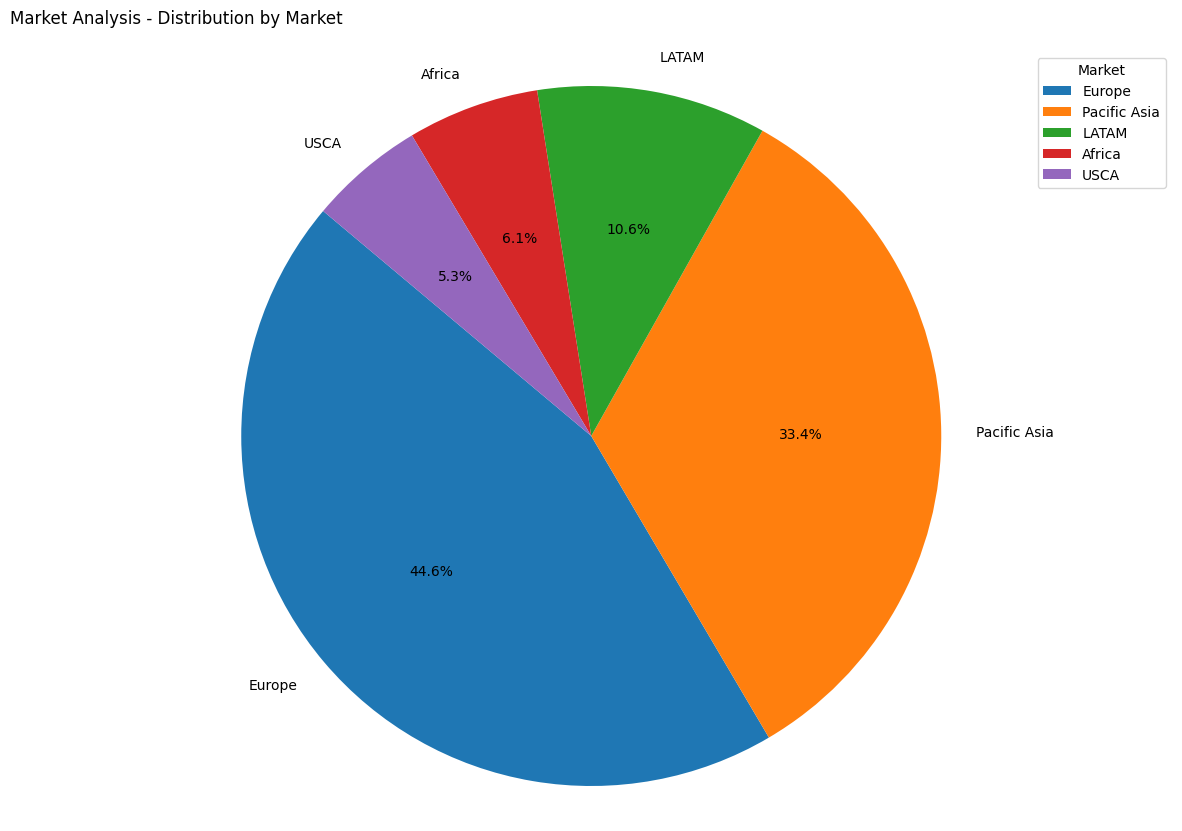 Market Analysis - Distribution by Market
LATAM
Africa
USCA
Market
Europe
Pacific Asia
LATAM
Africa
USCA
10.6%
6.1%
5.3%
33.4%
Pacific Asia
44.6%
Europe